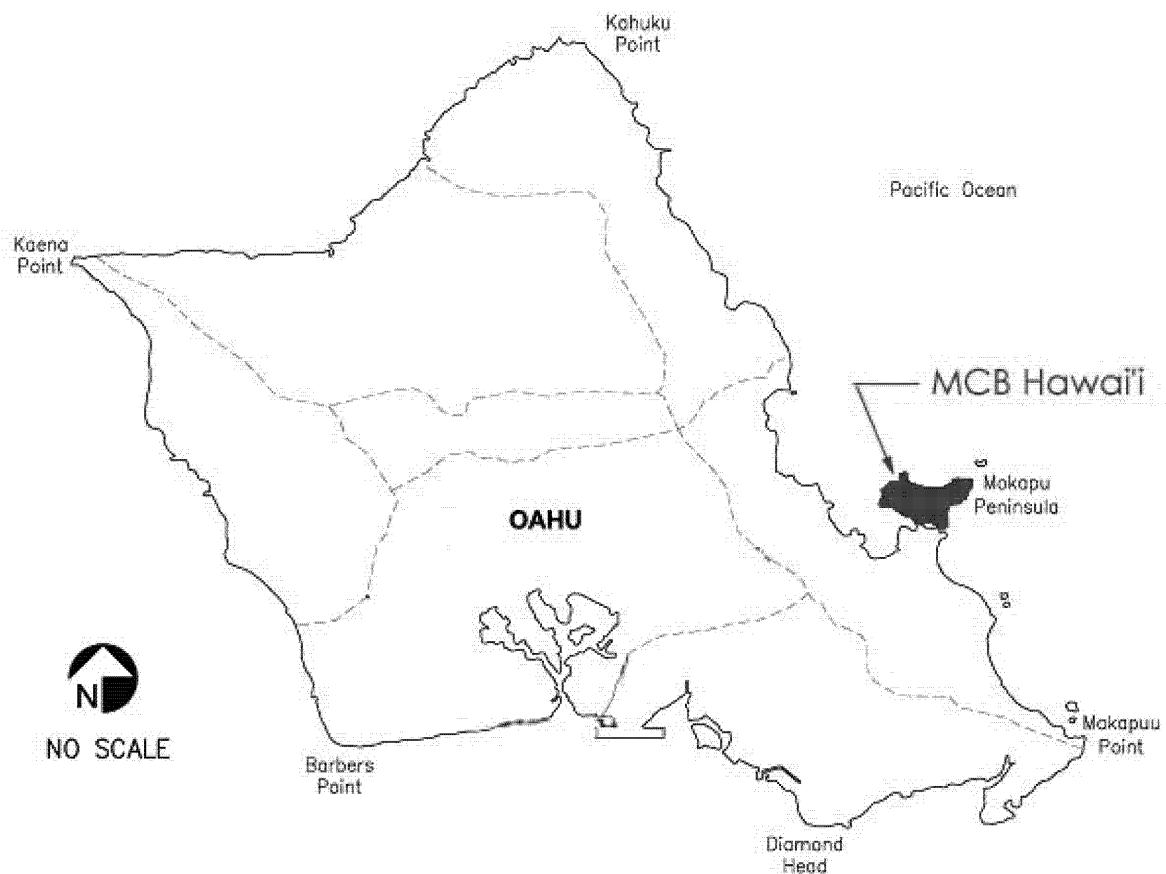 Kahuku
Point
Pacific Ocean
Kaena
Point
MCB Hawai'i
Mokapu
Peninsula
OAHU
N
NO SCALE
Makapuu
Point
Barbers
Point
Diamond
Head